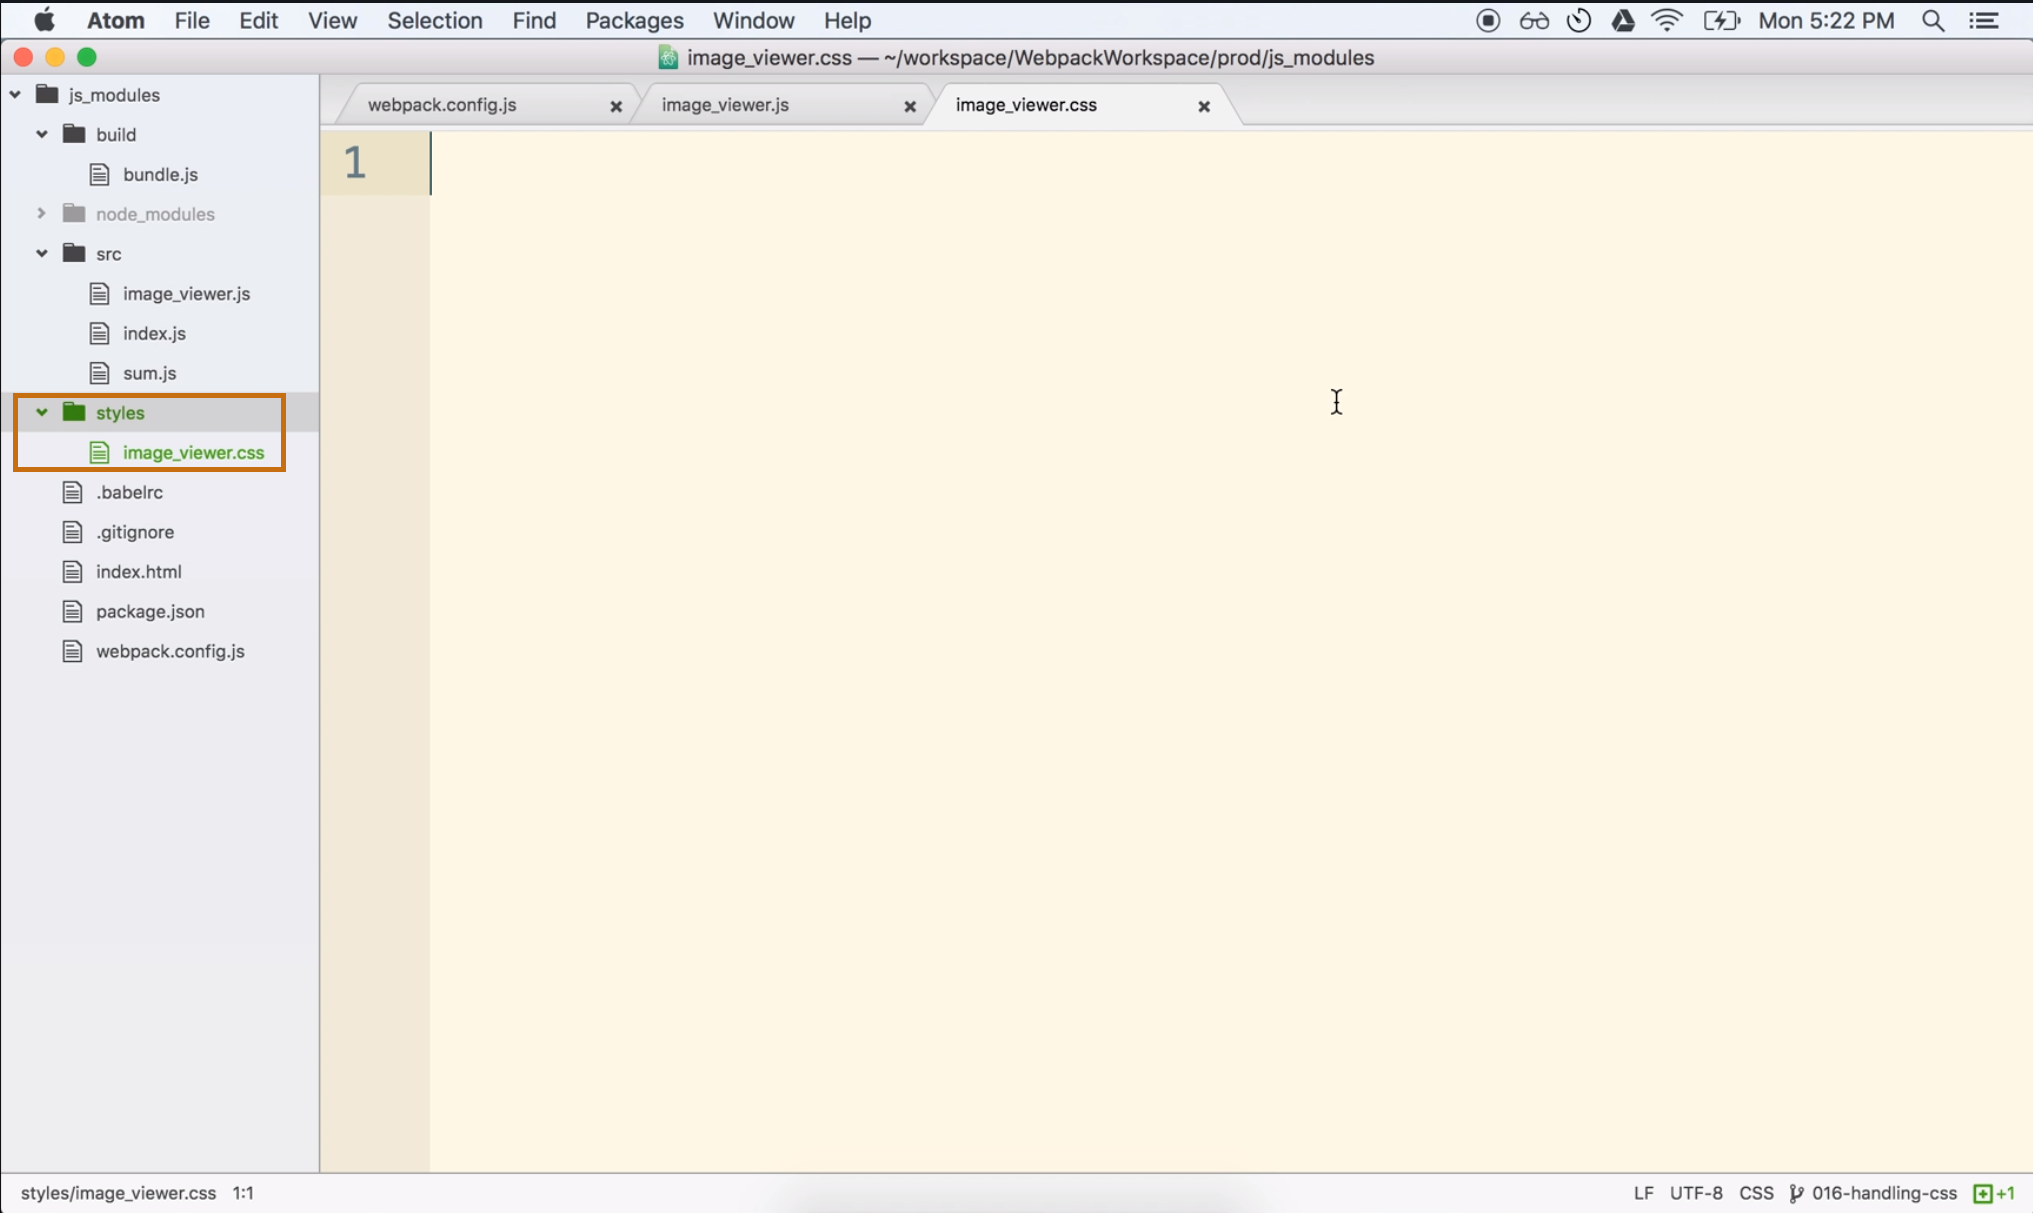 Atom File Edit View Selection Find Packages Window Help Mon 5:22 PM
image_viewer.css — ~/workspace/WebpackWorkspace/prod/js_modules
js_modules
build
bundle.js
node_modules
src
image_viewer.js
index.js
sum.js
styles
image_viewer.css
.babelrc
.gitignore
index.html
package.json
webpack.config.js
webpack.config.js image_viewer.js image_viewer.css
1
styles/image_viewer.css 1:1 LF UTF-8 CSS 016-handling-css +1